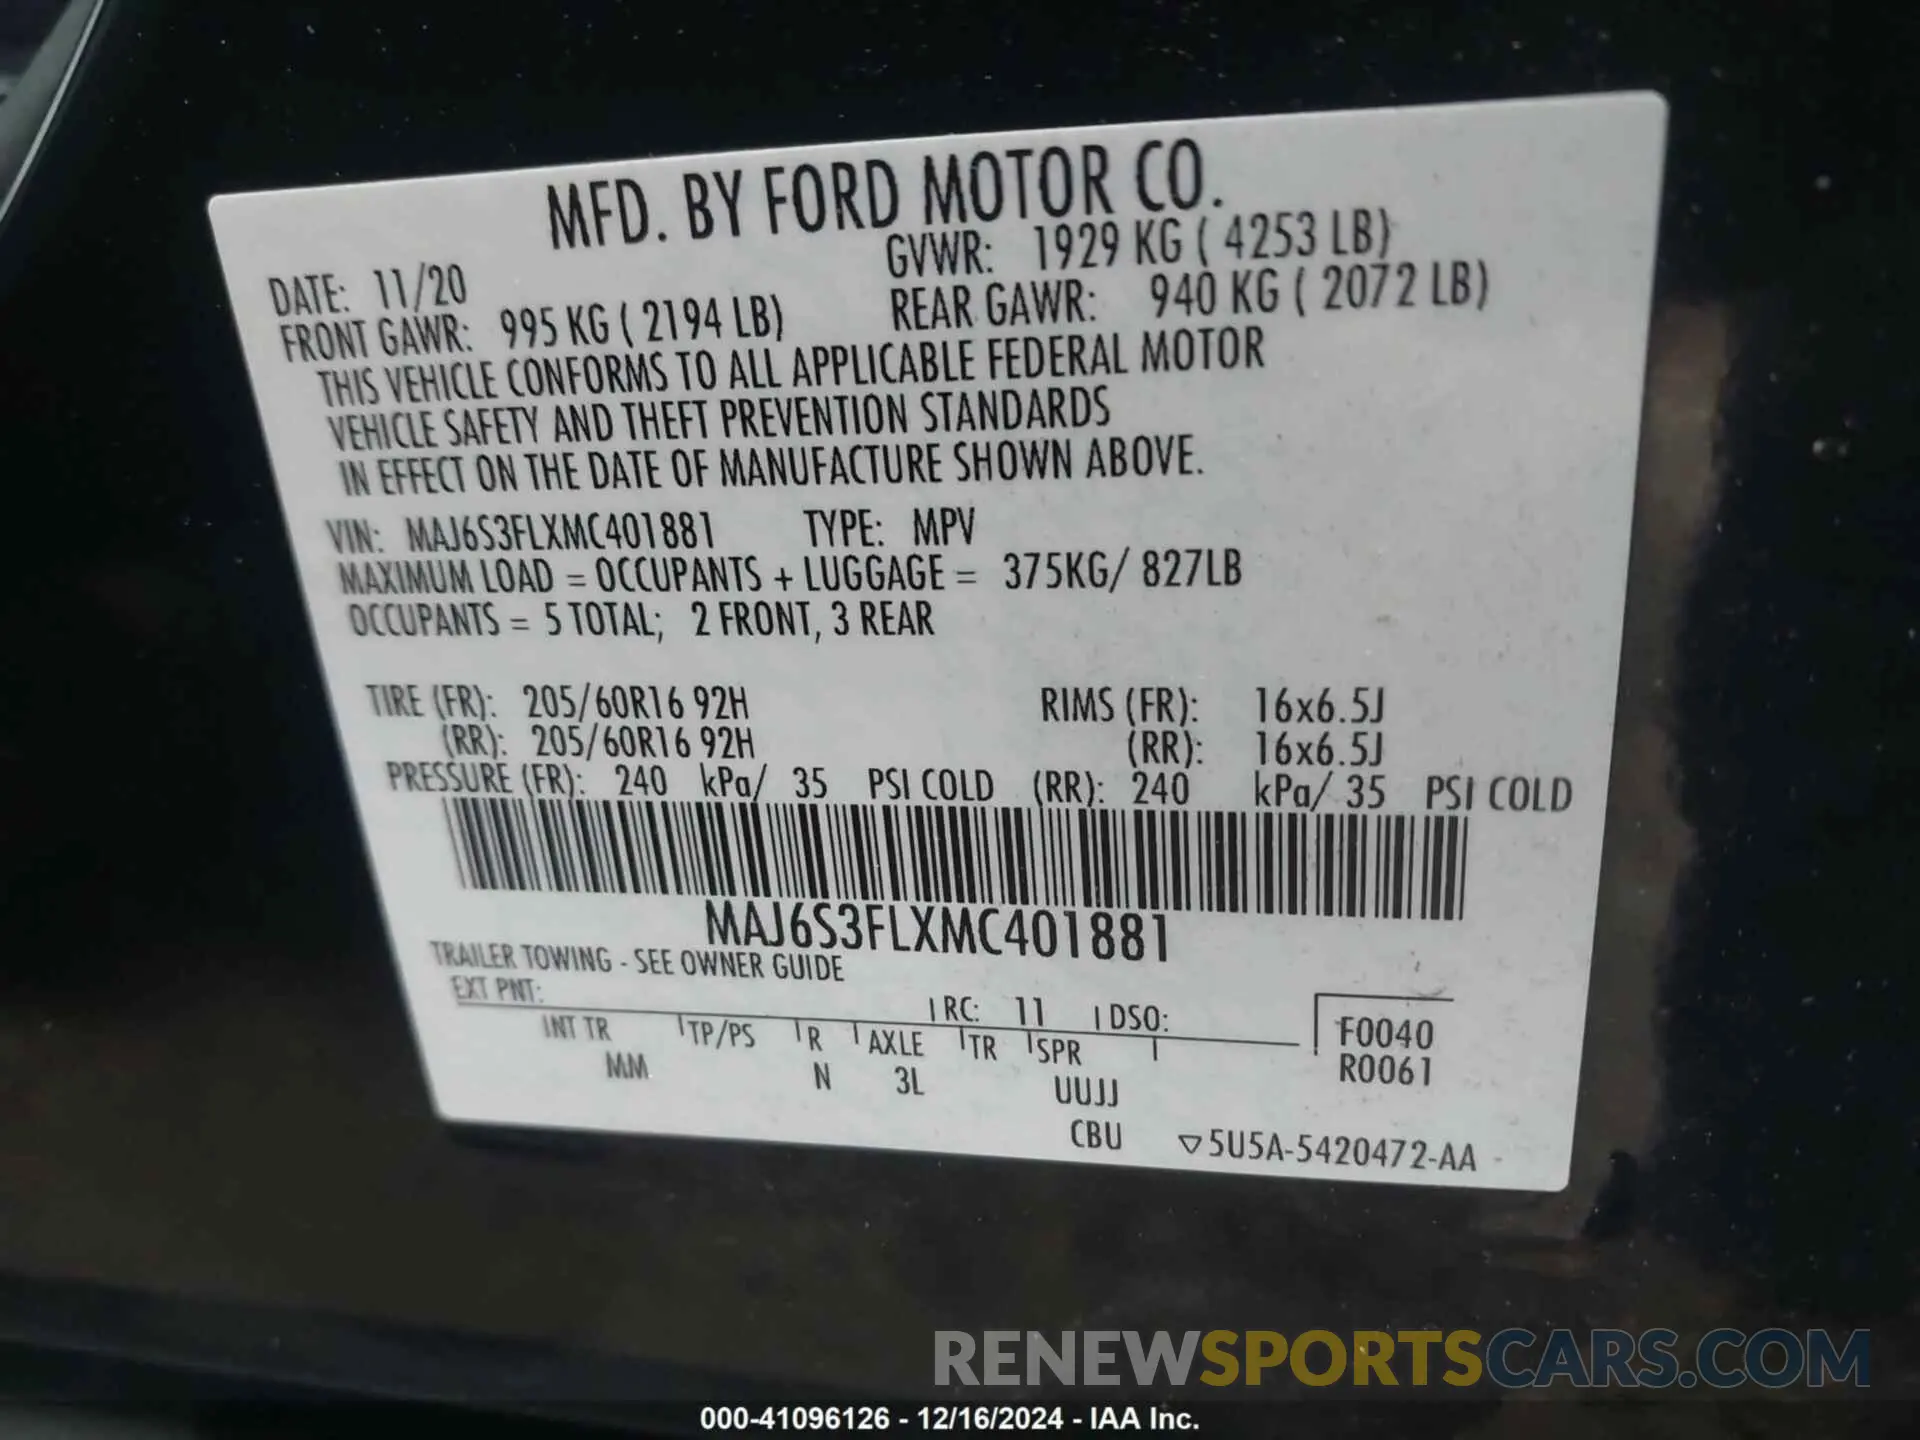 MFD. BY FORD MOTOR CO.
DATE: 11/20 GVWR: 1929 KG ( 4253 LB)
FRONT GAWR: 995 KG ( 2194 LB) REAR GAWR: 940 KG ( 2072 LB)
THIS VEHICLE CONFORMS TO ALL APPLICABLE FEDERAL MOTOR
VEHICLE SAFETY AND THEFT PREVENTION STANDARDS
IN EFFECT ON THE DATE OF MANUFACTURE SHOWN ABOVE.
VIN: MAJ6S3FLXMC401881 TYPE: MPV
MAXIMUM LOAD = OCCUPANTS + LUGGAGE = 375KG/ 827LB
OCCUPANTS = 5 TOTAL; 2 FRONT, 3 REAR
TIRE (FR): 205/60R16 92H RIMS (FR): 16x6.5J
(RR): 205/60R16 92H (RR): 16x6.5J
PRESSURE (FR): 240 kPa/ 35 PSI COLD (RR): 240 kPa/ 35 PSI COLD
MAJ6S3FLXMC401881
TRAILER TOWING - SEE OWNER GUIDE
EXT PNT: RC: 11 DSO:
INT TR TP/PS R AXLE TR SPR F0040
MM N 3L UUJJ R0061
CBU ▽5U5A-5420472-AA
RENEWSPORTSCARS.COM
000-41096126 - 12/16/2024 - IAA Inc.